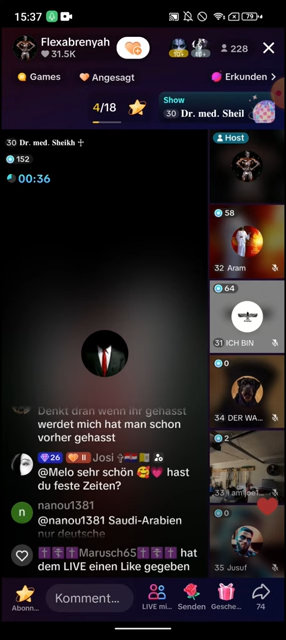 15:37
79
Flexabrenyah
31.5K
228
Games
Angesagt
Erkunden >
4/18
Show
30 Dr. med. Sheil
30 Dr. med. Sheikh ☥
152
00:36
Host
58
32 Aram
64
31 ICH BIN
0
34 DER WA...
2
33 I am Joe I...
0
35 Jusuf
Denkt dran wenn ihr gehasst
werdet mich hat man schon
vorher gehasst
26 II Josi
@Melo sehr schön 🥰💗 hast
du feste Zeiten?
n
nanou1381
@nanou1381 Saudi-Arabien
nur deutsche
✝️✝️✝️Marusch65✝️✝️✝️ hat
dem LIVE einen Like gegeben
Abonn...
Komment...
LIVE mi...
Senden
Gesche...
74